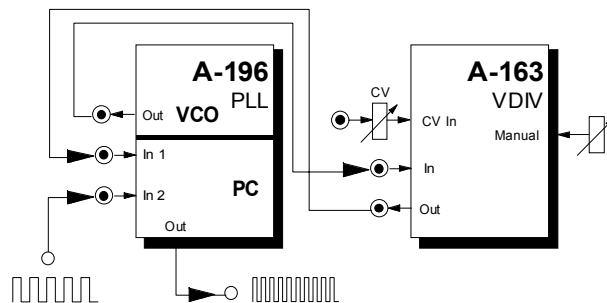 A-196
PLL
VCO
Out
In 1
In 2
PC
Out
A-163
VDIV
CV
CV In
Manual
In
Out